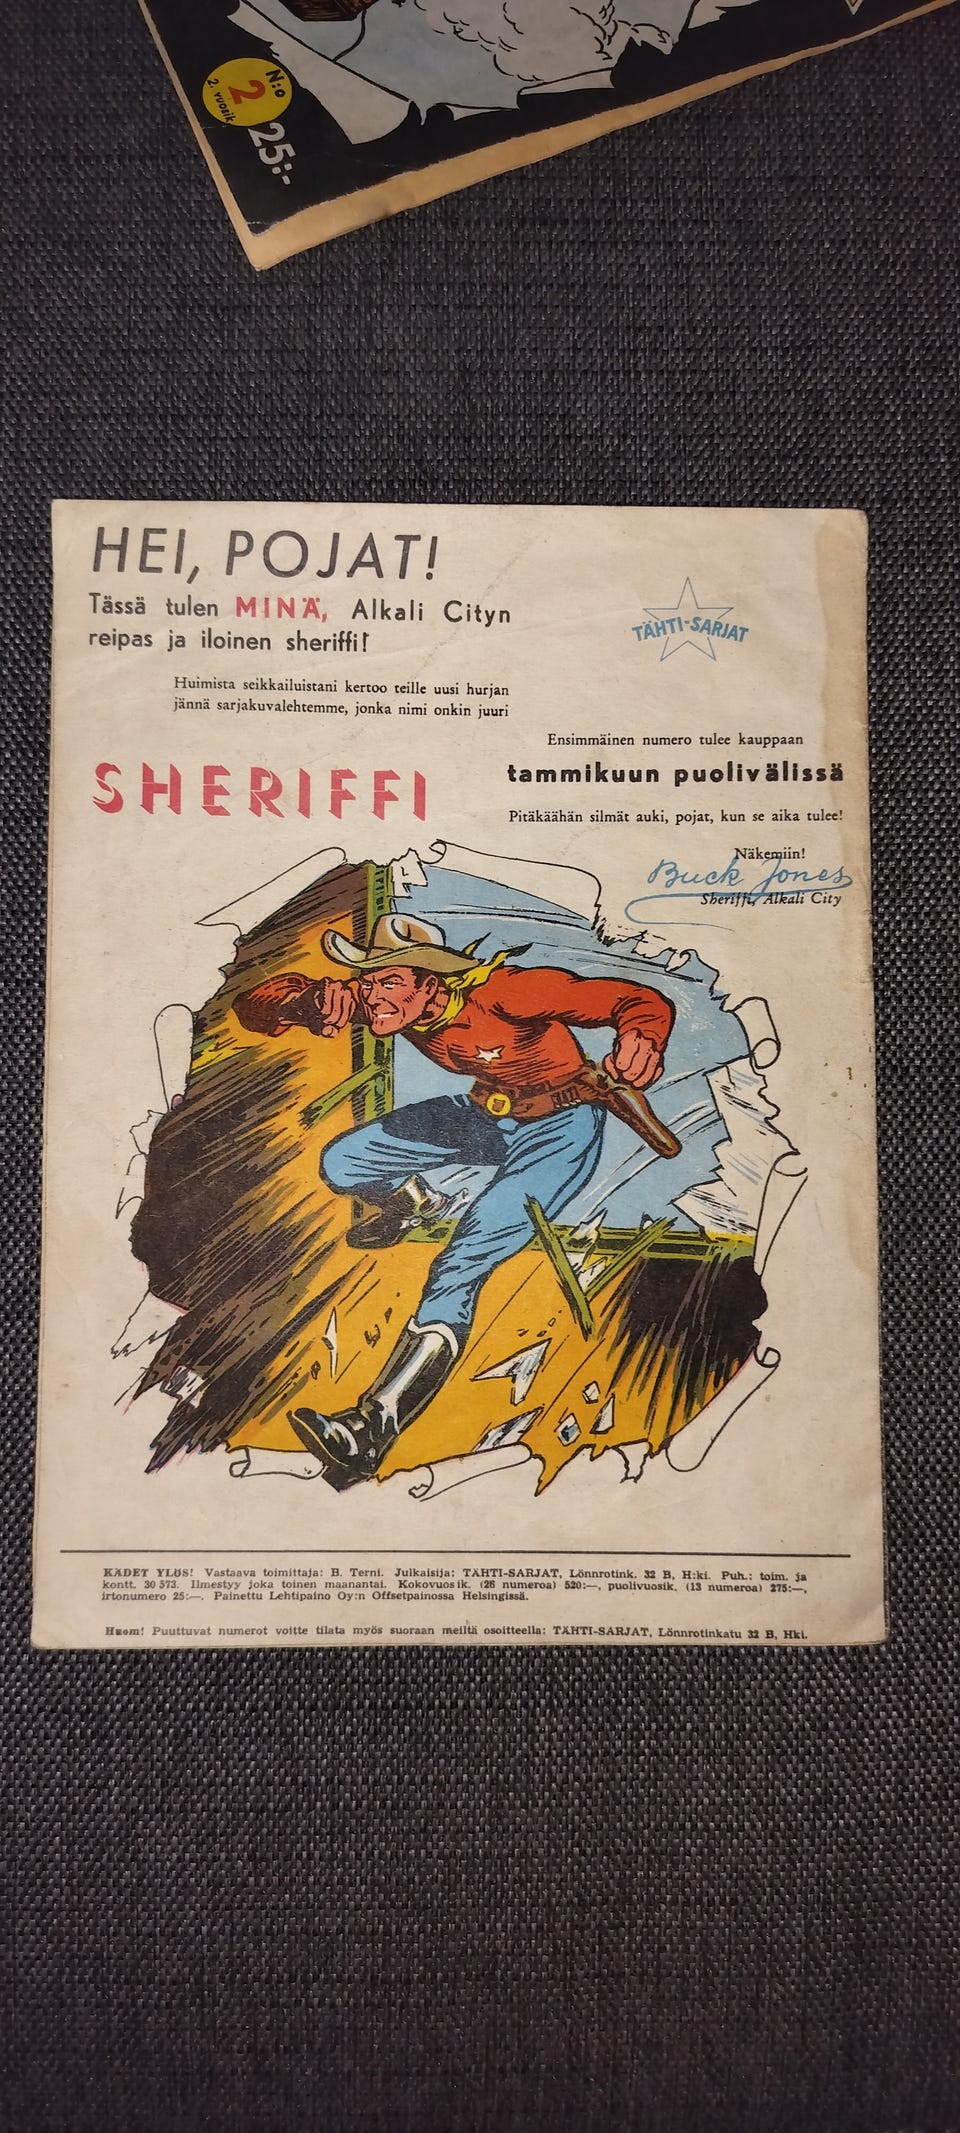 N:o
2
2. vuosik.
25:-
HEI, POJAT!
Tässä tulen MINÄ, Alkali Cityn
reipas ja iloinen sheriffi!
TÄHTI-SARJAT
Huimista seikkailuistani kertoo teille uusi hurjan
jännä sarjakuvalehtemme, jonka nimi onkin juuri
SHERIFFI
Ensimmäinen numero tulee kauppaan
tammikuun puolivälissä
Pitäkäähän silmät auki, pojat, kun se aika tulee!
Näkemiin!
Buck Jones
Sheriffi, Alkali City
KÄDET YLÖS! Vastaava toimittaja: B. Terni. Julkaisija: TÄHTI-SARJAT, Lönnrotink. 32 B, H:ki. Puh.: toim. ja
kontt. 30 573. Ilmestyy joka toinen maanantai. Kokovuosik. (26 numeroa) 520:—, puolivuosik. (13 numeroa) 275:—,
irtonumero 25:—. Painettu Lehtipaino Oy:n Offsetpainossa Helsingissä.
Huom! Puuttuvat numerot voitte tilata myös suoraan meiltä osoitteella: TÄHTI-SARJAT, Lönnrotinkatu 32 B, Hki.